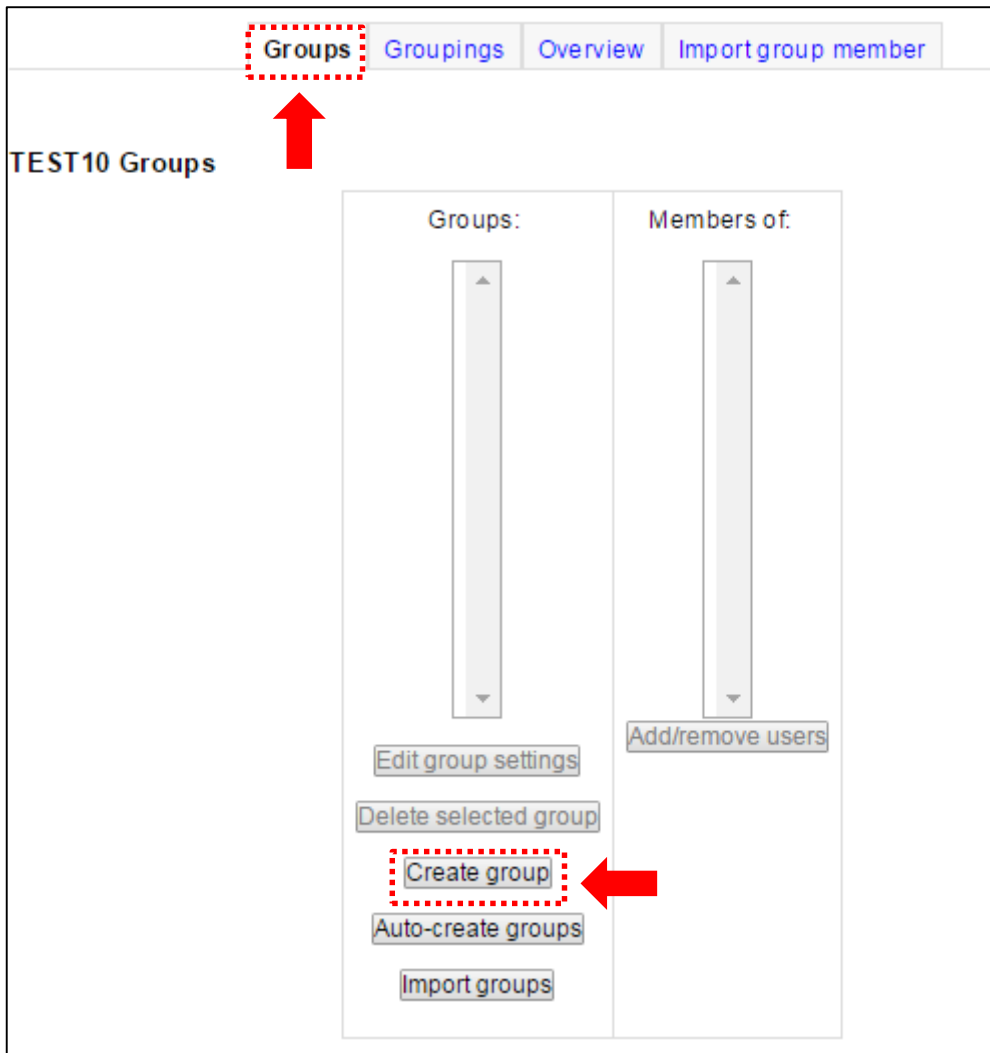 Groups Groupings Overview Import group member
TEST10 Groups
Groups:
Members of:
Add/remove users
Edit group settings
Delete selected group
Create group
Auto-create groups
Import groups